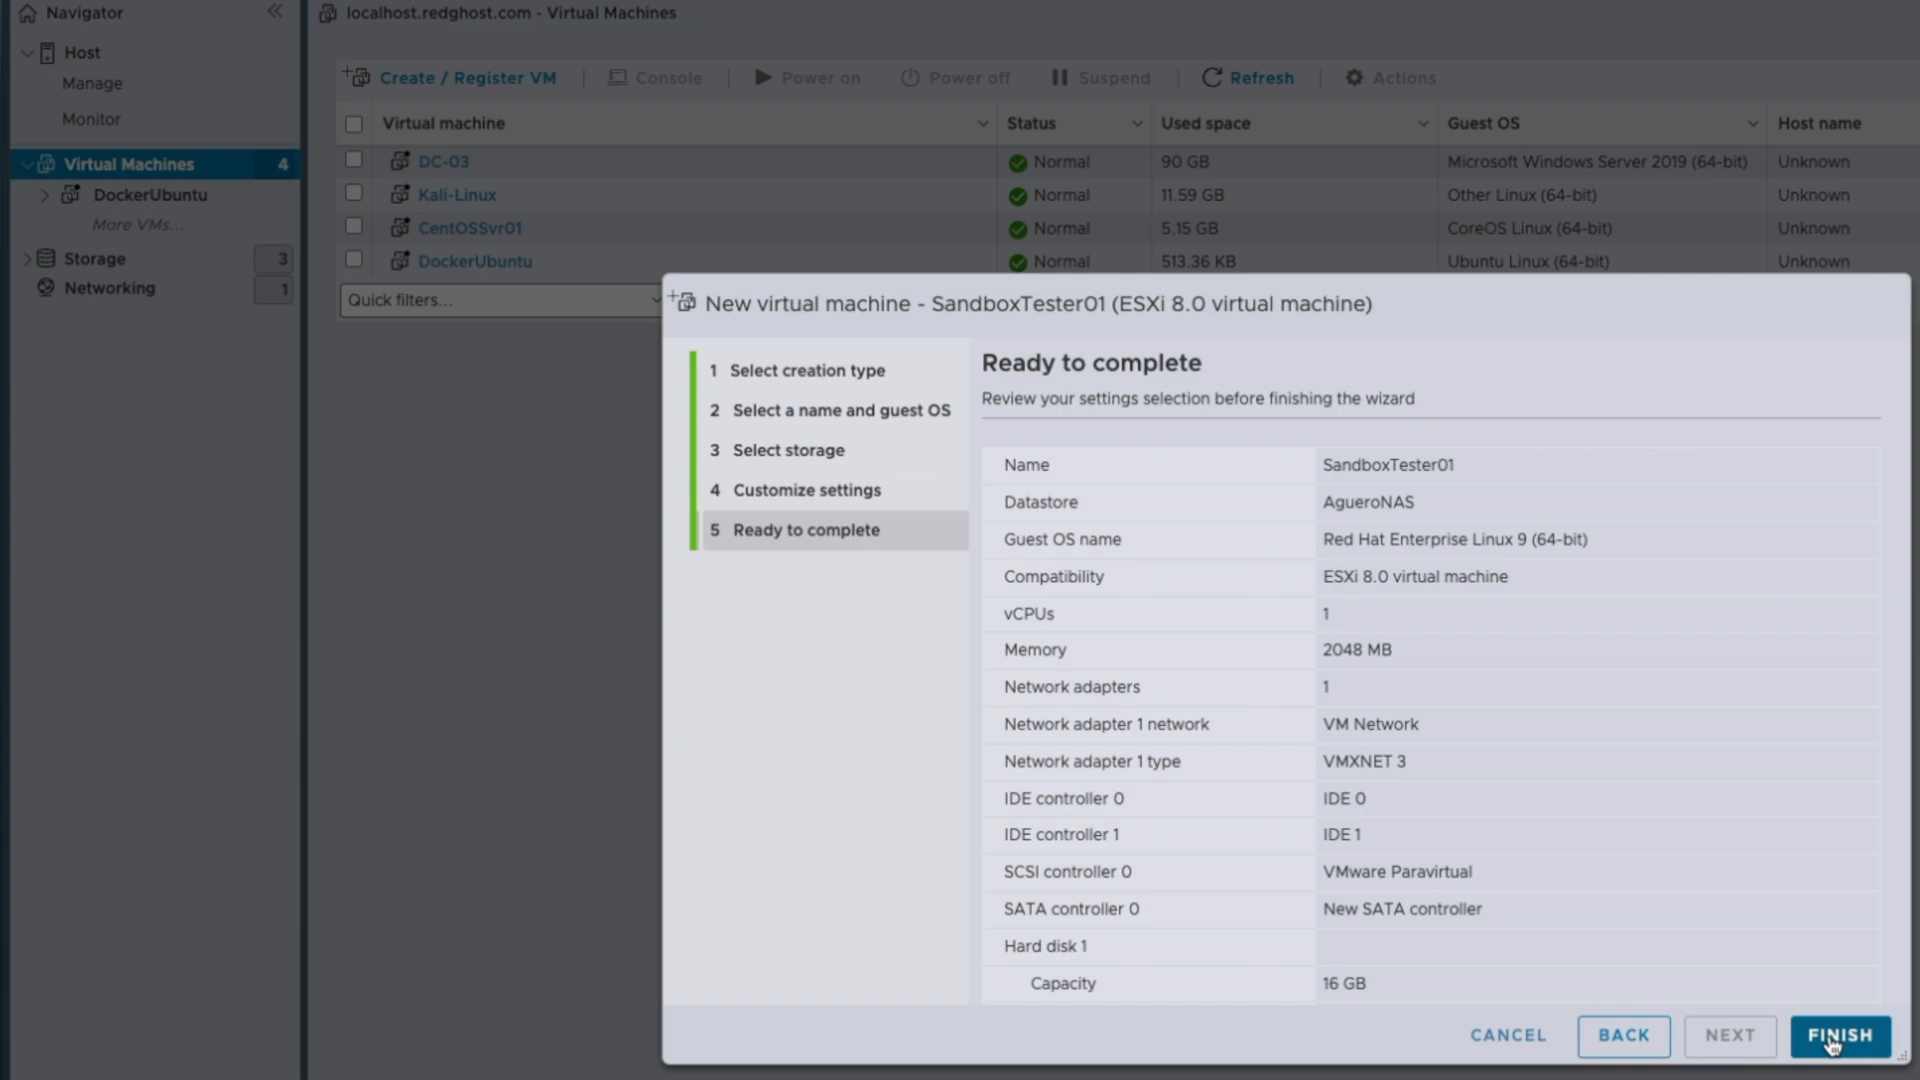 Navigator
Host
Manage
Monitor
Virtual Machines 4
DockerUbuntu
More VMs...
Storage 3
Networking 1
localhost.redghost.com - Virtual Machines
Create / Register VM | Console | Power on Power off Suspend | Refresh | Actions
Virtual machine Status Used space Guest OS Host name
DC-03 Normal 90 GB Microsoft Windows Server 2019 (64-bit) Unknown
Kali-Linux Normal 11.59 GB Other Linux (64-bit) Unknown
CentOSSvr01 Normal 5.15 GB CoreOS Linux (64-bit) Unknown
DockerUbuntu Normal 513.36 KB Ubuntu Linux (64-bit) Unknown
Quick filters...
New virtual machine - SandboxTester01 (ESXi 8.0 virtual machine)
1 Select creation type
2 Select a name and guest OS
3 Select storage
4 Customize settings
5 Ready to complete
Ready to complete
Review your settings selection before finishing the wizard
Name SandboxTester01
Datastore AgueroNAS
Guest OS name Red Hat Enterprise Linux 9 (64-bit)
Compatibility ESXi 8.0 virtual machine
vCPUs 1
Memory 2048 MB
Network adapters 1
Network adapter 1 network VM Network
Network adapter 1 type VMXNET 3
IDE controller 0 IDE 0
IDE controller 1 IDE 1
SCSI controller 0 VMware Paravirtual
SATA controller 0 New SATA controller
Hard disk 1
Capacity 16 GB
CANCEL BACK NEXT FINISH